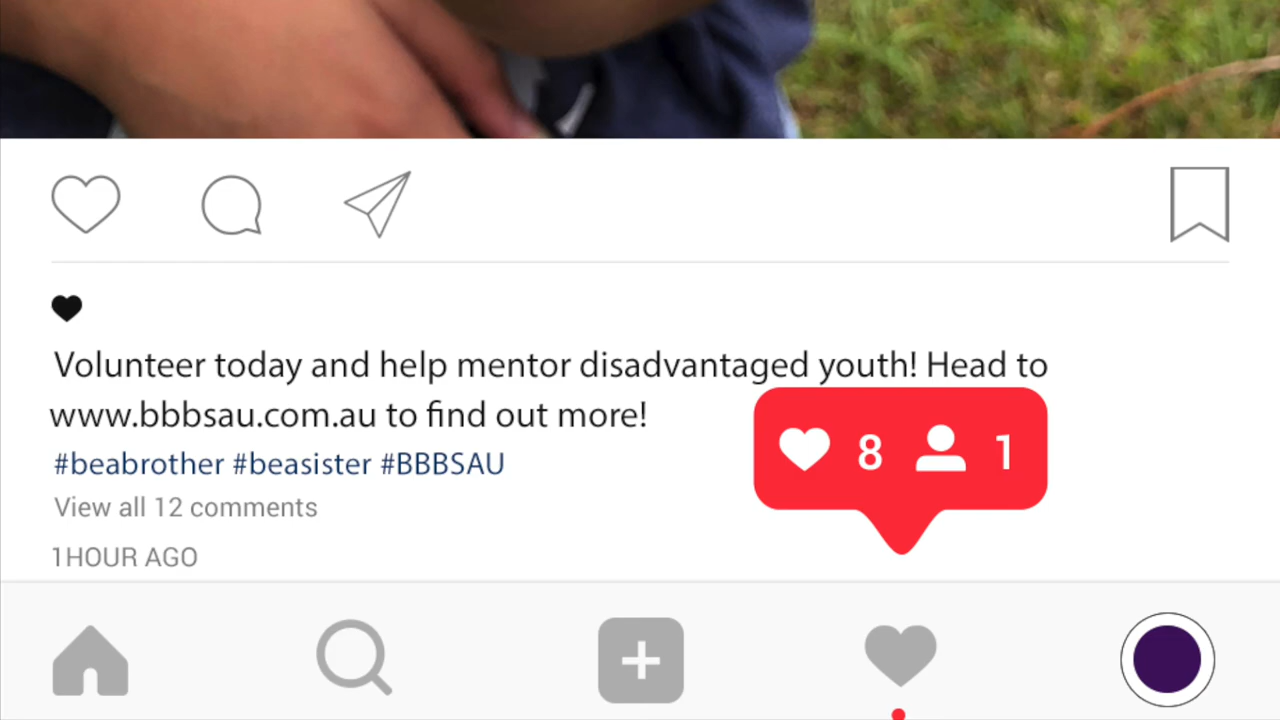 Volunteer today and help mentor disadvantaged youth! Head to
www.bbbsau.com.au to find out more!
#beabrother #beasister #BBBSAU
8 1
View all 12 comments
1HOUR AGO